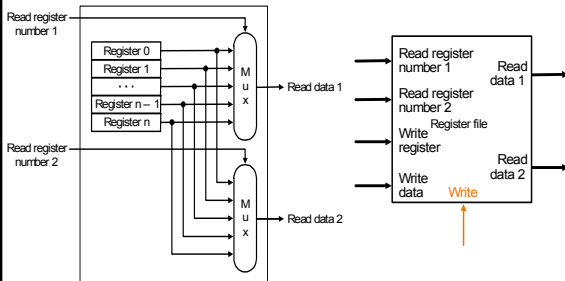 Read register
number 1
Register 0
Register 1
...
Register n – 1
Register n
M
u
x
Read data 1
Read register
number 2
M
u
x
Read data 2
Read register
number 1
Read
data 1
Read register
number 2
Register file
Write
register
Read
data 2
Write
data
Write